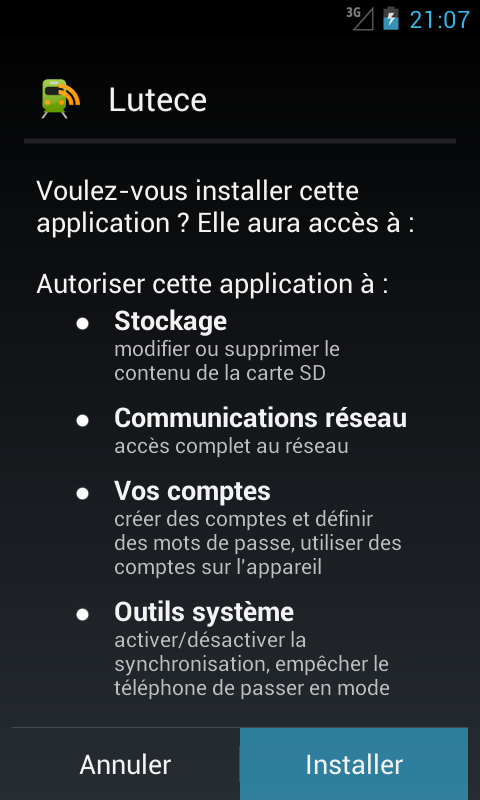 3G 21:07
Lutece
Voulez-vous installer cette
application ? Elle aura accès à :
Autoriser cette application à :
● Stockage
modifier ou supprimer le
contenu de la carte SD
● Communications réseau
accès complet au réseau
● Vos comptes
créer des comptes et définir
des mots de passe, utiliser des
comptes sur l'appareil
● Outils système
activer/désactiver la
synchronisation, empêcher le
téléphone de passer en mode
Annuler Installer